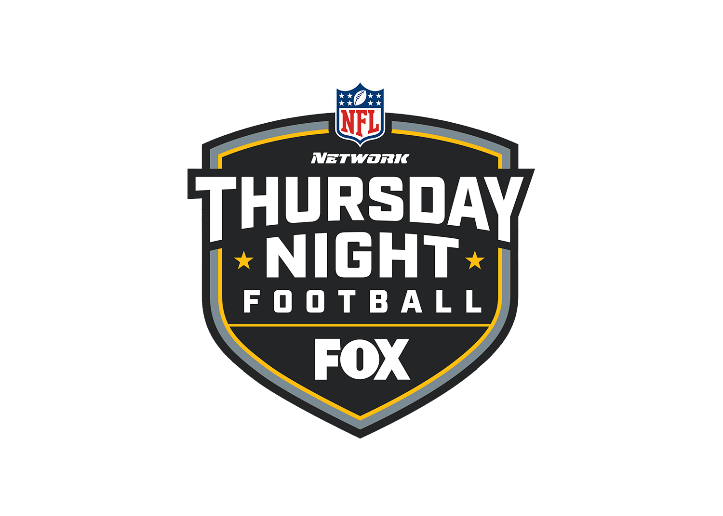 NFL
NETWORK
THURSDAY
NIGHT
FOOTBALL
FOX